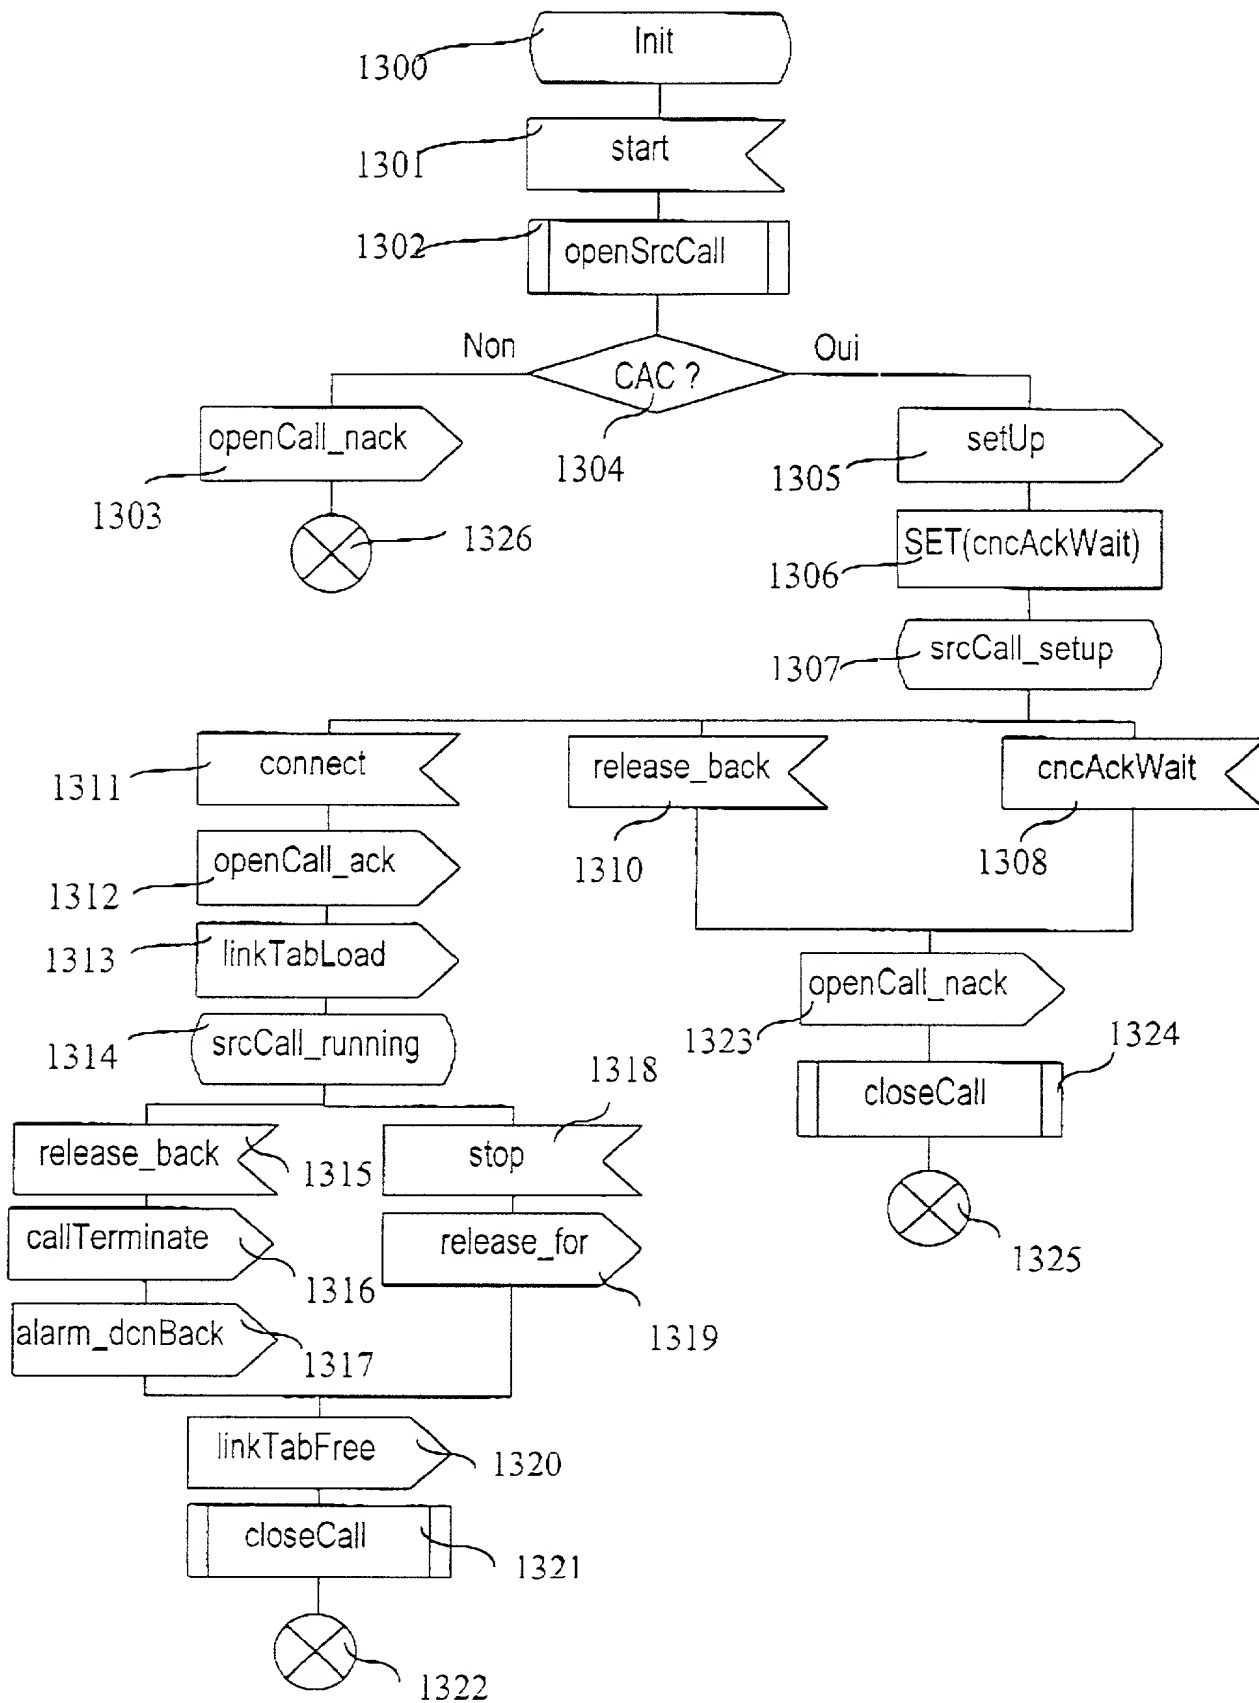 Init
1300
start
1301
1302
openSrcCall
Non
Oui
CAC ?
openCall_nack
setUp
1304
1305
1303
1326
SET(cncAckWait)
1306
srcCall_setup
1307
connect
release_back
cncAckWait
1311
1310
1308
openCall_ack
1312
linkTabLoad
1313
openCall_nack
srcCall_running
1314
1323
1324
1318
closeCall
release_back
1315
stop
callTerminate
release_for
1316
1325
alarm_dcnBack
1317
1319
linkTabFree
1320
closeCall
1321
1322